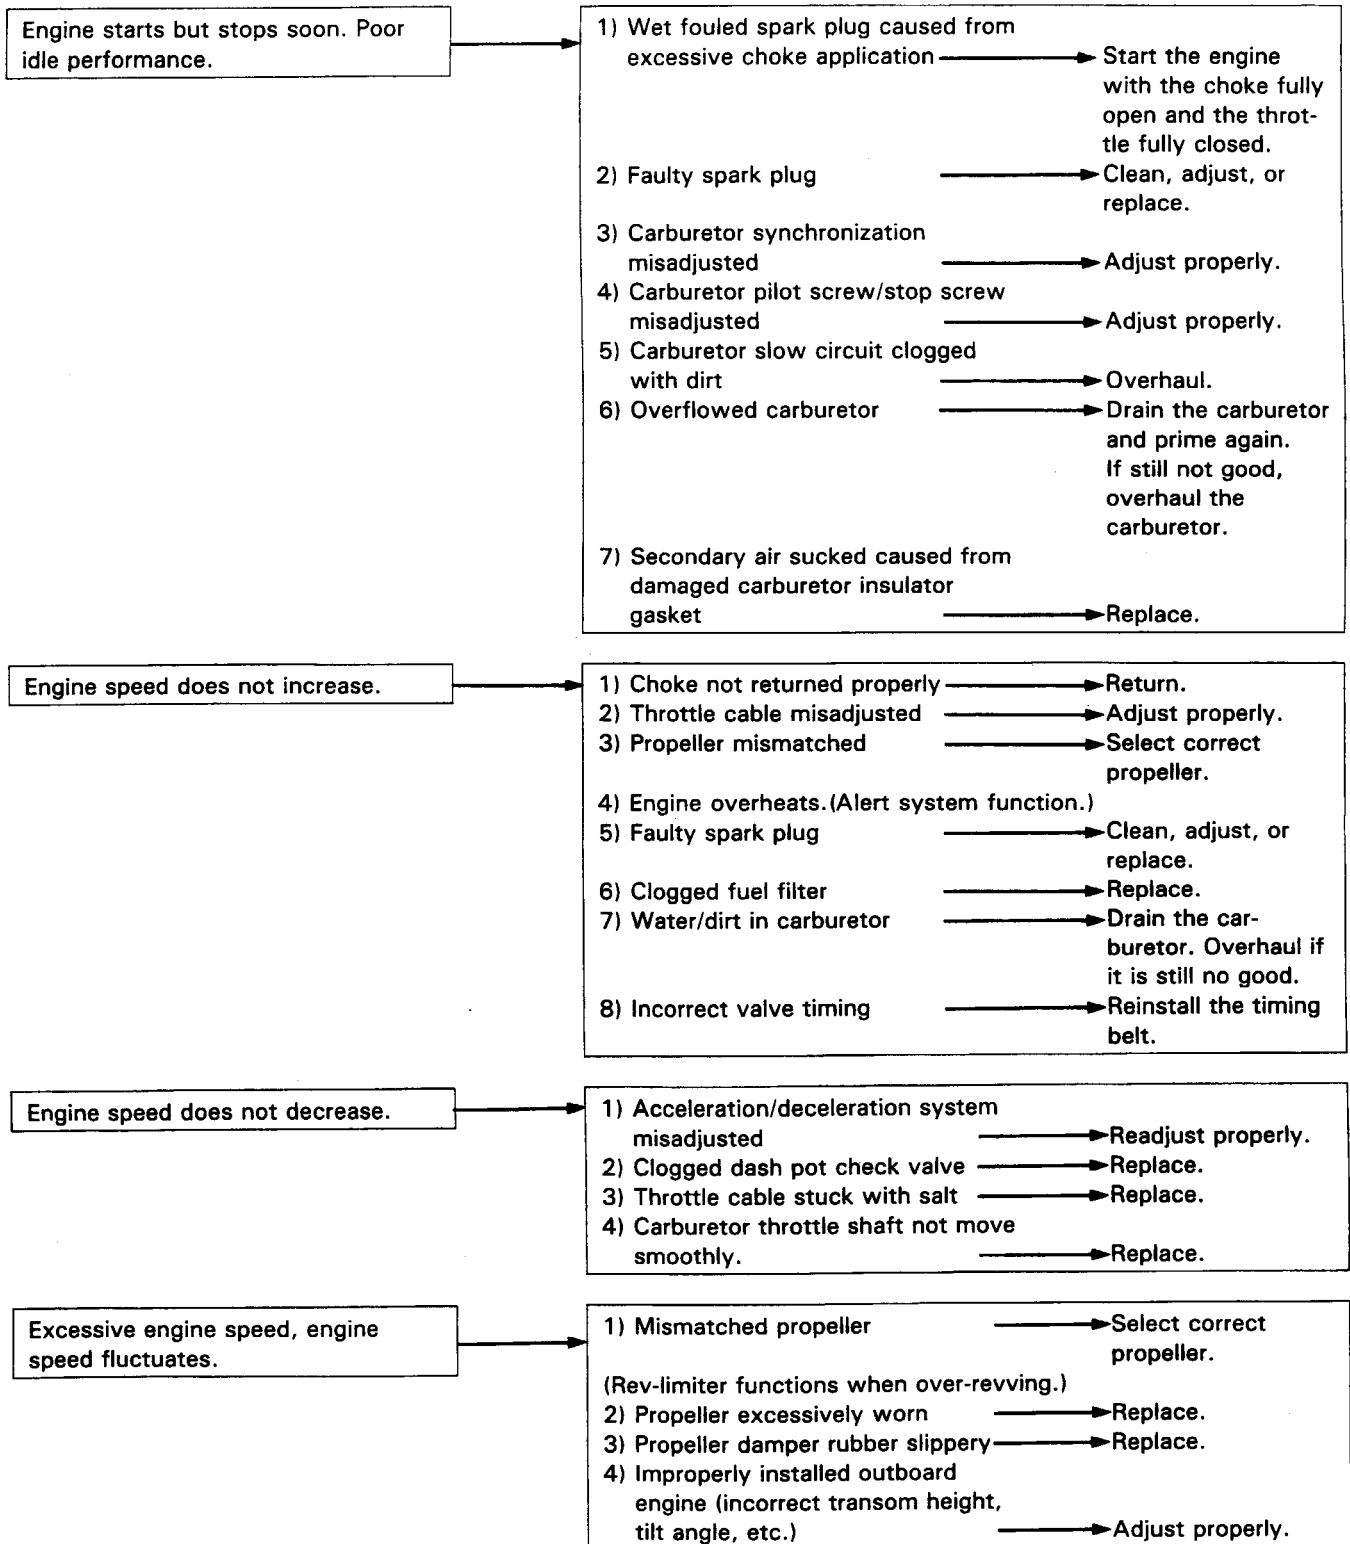 Engine starts but stops soon. Poor
idle performance.
1) Wet fouled spark plug caused from
excessive choke application
Start the engine
with the choke fully
open and the throt-
tle fully closed.
2) Faulty spark plug
Clean, adjust, or
replace.
3) Carburetor synchronization
misadjusted
Adjust properly.
4) Carburetor pilot screw/stop screw
misadjusted
Adjust properly.
5) Carburetor slow circuit clogged
with dirt
Overhaul.
6) Overflowed carburetor
Drain the carburetor
and prime again.
If still not good,
overhaul the
carburetor.
7) Secondary air sucked caused from
damaged carburetor insulator
gasket
Replace.
Engine speed does not increase.
1) Choke not returned properly
Return.
2) Throttle cable misadjusted
Adjust properly.
3) Propeller mismatched
Select correct
propeller.
4) Engine overheats.(Alert system function.)
5) Faulty spark plug
Clean, adjust, or
replace.
6) Clogged fuel filter
Replace.
7) Water/dirt in carburetor
Drain the car-
buretor. Overhaul if
it is still no good.
8) Incorrect valve timing
Reinstall the timing
belt.
Engine speed does not decrease.
1) Acceleration/deceleration system
misadjusted
Readjust properly.
2) Clogged dash pot check valve
Replace.
3) Throttle cable stuck with salt
Replace.
4) Carburetor throttle shaft not move
smoothly.
Replace.
Excessive engine speed, engine
speed fluctuates.
1) Mismatched propeller
Select correct
propeller.
(Rev-limiter functions when over-revving.)
2) Propeller excessively worn
Replace.
3) Propeller damper rubber slippery
Replace.
4) Improperly installed outboard
engine (incorrect transom height,
tilt angle, etc.)
Adjust properly.